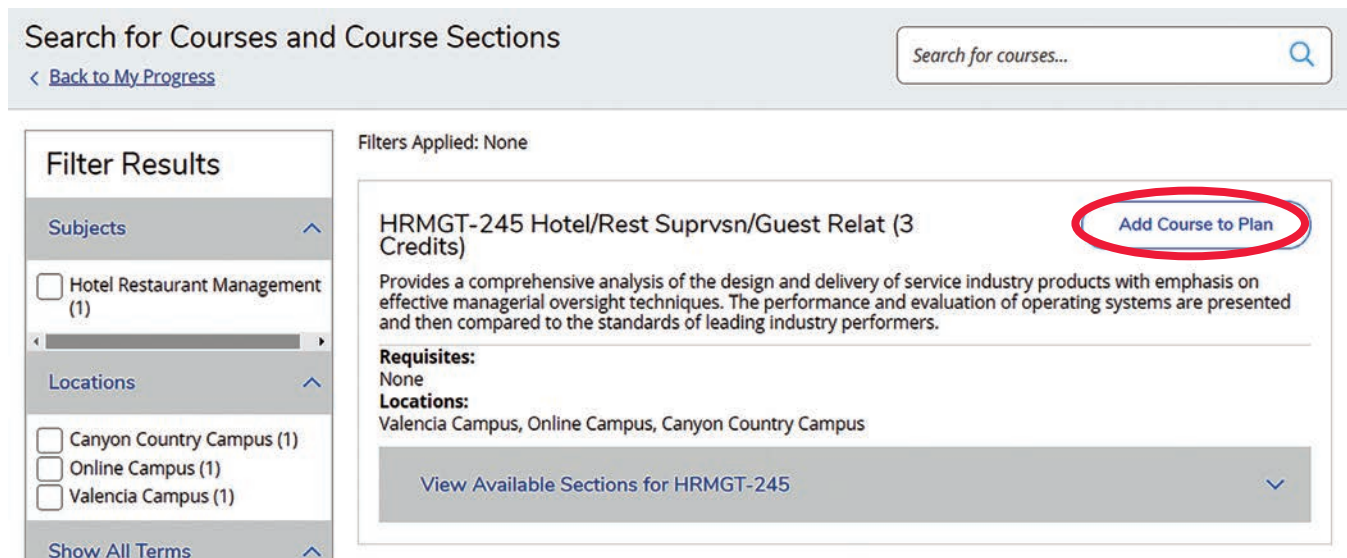 Search for Courses and Course Sections
< Back to My Progress
Search for courses...
Filter Results
Subjects
Hotel Restaurant Management
(1)
Locations
Canyon Country Campus (1)
Online Campus (1)
Valencia Campus (1)
Show All Terms
Filters Applied: None
HRMGT-245 Hotel/Rest Suprvsn/Guest Relat (3
Credits)
Add Course to Plan
Provides a comprehensive analysis of the design and delivery of service industry products with emphasis on
effective managerial oversight techniques. The performance and evaluation of operating systems are presented
and then compared to the standards of leading industry performers.
Requisites:
None
Locations:
Valencia Campus, Online Campus, Canyon Country Campus
View Available Sections for HRMGT-245